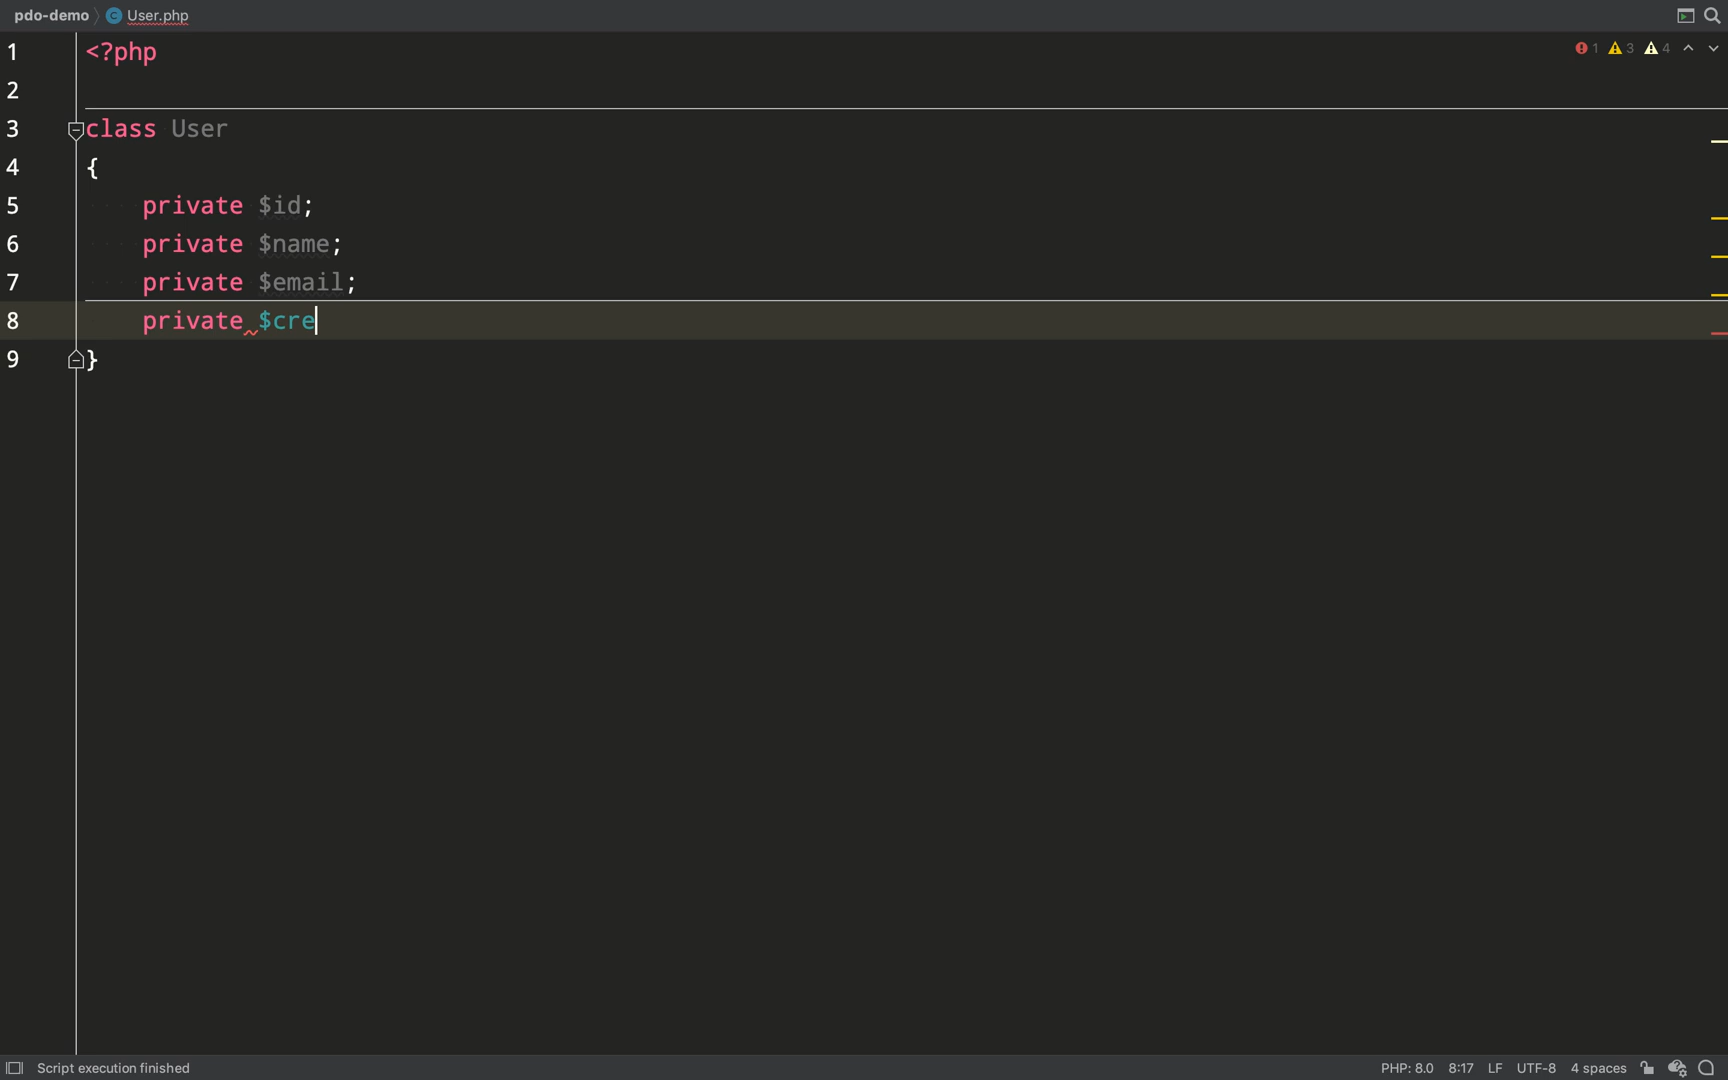 pdo-demo User.php
1 <?php
1 3 4
2
3 class User
4 {
5 private $id;
6 private $name;
7 private $email;
8 private $cre
9 }
Script execution finished PHP: 8.0 8:17 LF UTF-8 4 spaces